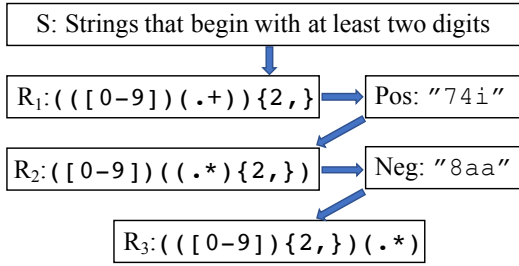 S: Strings that begin with at least two digits
R₁:(([0-9])(.+)){2,}
Pos: "74i"
R₂:([0-9])((.*){2,})
Neg: "8aa"
R₃:(([0-9]){2,})(.*)